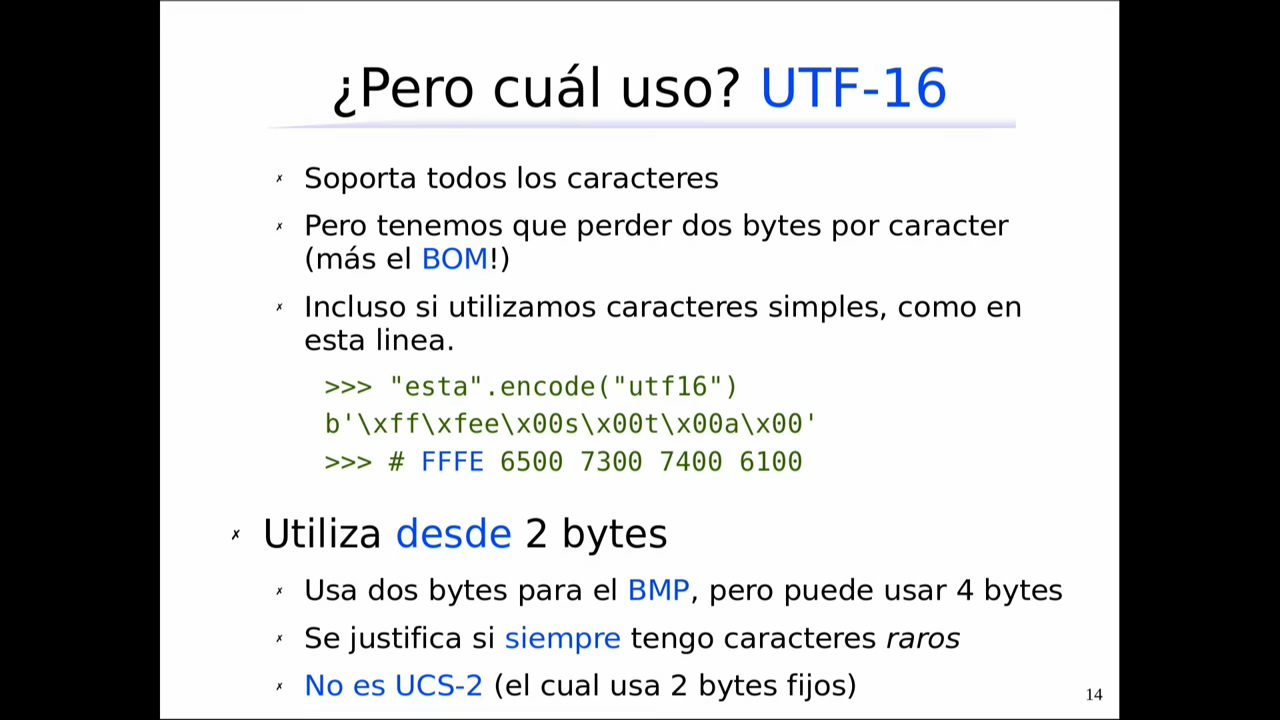 ¿Pero cuál uso? UTF-16
✗ Soporta todos los caracteres
✗ Pero tenemos que perder dos bytes por caracter
(más el BOM!)
✗ Incluso si utilizamos caracteres simples, como en
esta linea.
>>> "esta".encode("utf16")
b'\xff\xfee\x00s\x00t\x00a\x00'
>>> # FFFE 6500 7300 7400 6100
✗ Utiliza desde 2 bytes
✗ Usa dos bytes para el BMP, pero puede usar 4 bytes
✗ Se justifica si siempre tengo caracteres raros
✗ No es UCS-2 (el cual usa 2 bytes fijos)
14